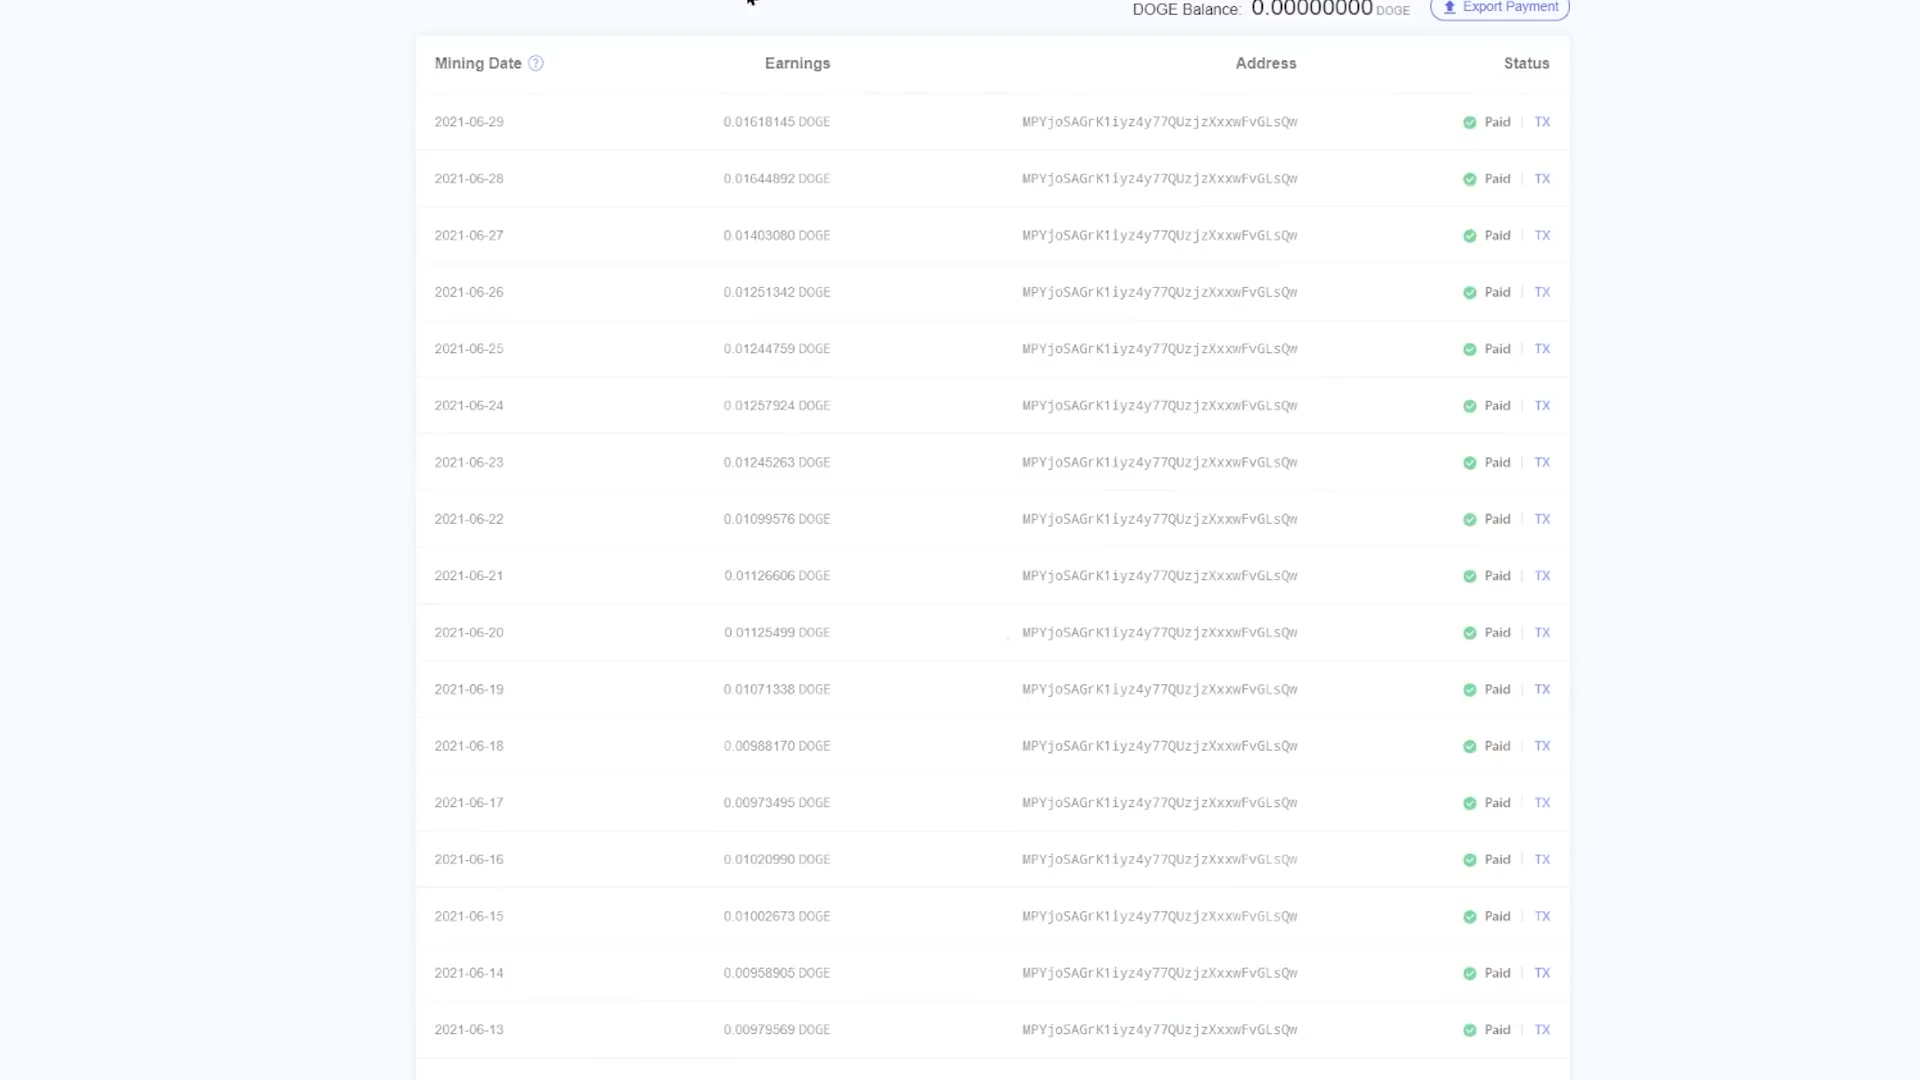 DOGE Balance: 0.00000000 DOGE Export Payment
Mining Date ? Earnings Address Status
2021-06-29 0.01618145 DOGE MPYjoSAGrK1iyz4y77QUzjzXxxwFvGLsQw Paid TX
2021-06-28 0.01644892 DOGE MPYjoSAGrK1iyz4y77QUzjzXxxwFvGLsQw Paid TX
2021-06-27 0.01403080 DOGE MPYjoSAGrK1iyz4y77QUzjzXxxwFvGLsQw Paid TX
2021-06-26 0.01251342 DOGE MPYjoSAGrK1iyz4y77QUzjzXxxwFvGLsQw Paid TX
2021-06-25 0.01244759 DOGE MPYjoSAGrK1iyz4y77QUzjzXxxwFvGLsQw Paid TX
2021-06-24 0.01257924 DOGE MPYjoSAGrK1iyz4y77QUzjzXxxwFvGLsQw Paid TX
2021-06-23 0.01245263 DOGE MPYjoSAGrK1iyz4y77QUzjzXxxwFvGLsQw Paid TX
2021-06-22 0.01099576 DOGE MPYjoSAGrK1iyz4y77QUzjzXxxwFvGLsQw Paid TX
2021-06-21 0.01126606 DOGE MPYjoSAGrK1iyz4y77QUzjzXxxwFvGLsQw Paid TX
2021-06-20 0.01125499 DOGE MPYjoSAGrK1iyz4y77QUzjzXxxwFvGLsQw Paid TX
2021-06-19 0.01071338 DOGE MPYjoSAGrK1iyz4y77QUzjzXxxwFvGLsQw Paid TX
2021-06-18 0.00988170 DOGE MPYjoSAGrK1iyz4y77QUzjzXxxwFvGLsQw Paid TX
2021-06-17 0.00973495 DOGE MPYjoSAGrK1iyz4y77QUzjzXxxwFvGLsQw Paid TX
2021-06-16 0.01020990 DOGE MPYjoSAGrK1iyz4y77QUzjzXxxwFvGLsQw Paid TX
2021-06-15 0.01002673 DOGE MPYjoSAGrK1iyz4y77QUzjzXxxwFvGLsQw Paid TX
2021-06-14 0.00958905 DOGE MPYjoSAGrK1iyz4y77QUzjzXxxwFvGLsQw Paid TX
2021-06-13 0.00979569 DOGE MPYjoSAGrK1iyz4y77QUzjzXxxwFvGLsQw Paid TX